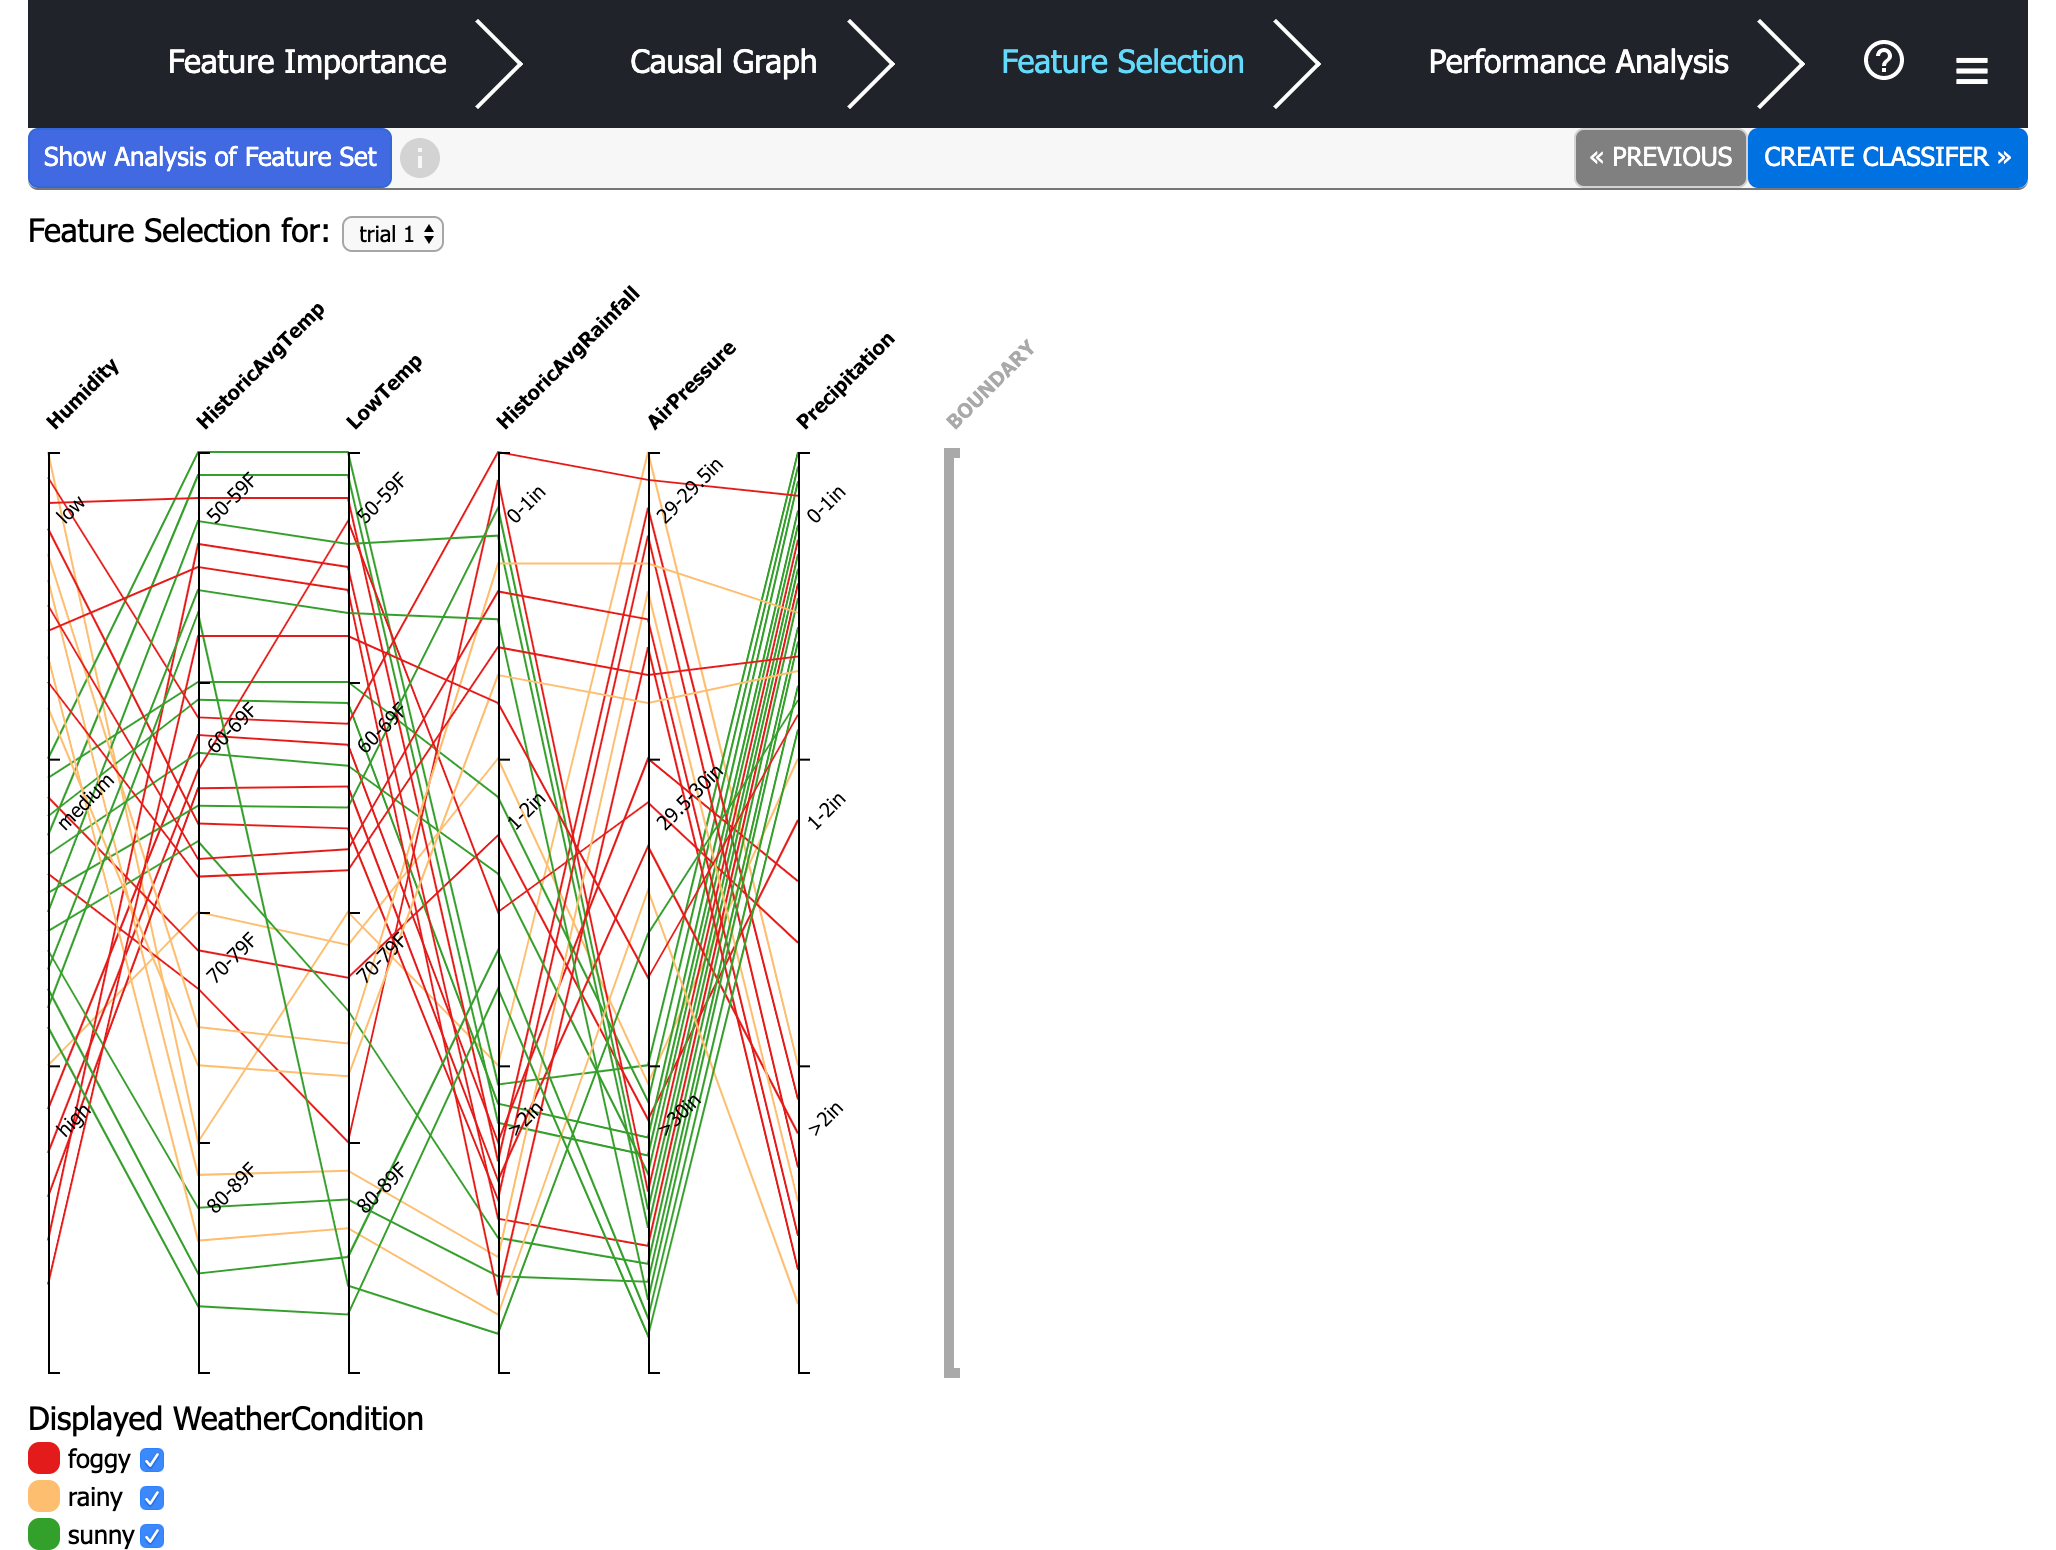 Feature Importance
Causal Graph
Feature Selection
Performance Analysis
?
Show Analysis of Feature Set
i
« PREVIOUS
CREATE CLASSIFER »
Feature Selection for:
trial 1
Humidity
HistoricAvgTemp
LowTemp
HistoricAvgRainfall
AirPressure
Precipitation
BOUNDARY
low
medium
high
50-59F
60-69F
70-79F
80-89F
50-59F
60-69F
70-79F
80-89F
0-1in
1-2in
>2in
29-29.5in
29.5-30in
>30in
0-1in
1-2in
>2in
Displayed WeatherCondition
foggy
rainy
sunny